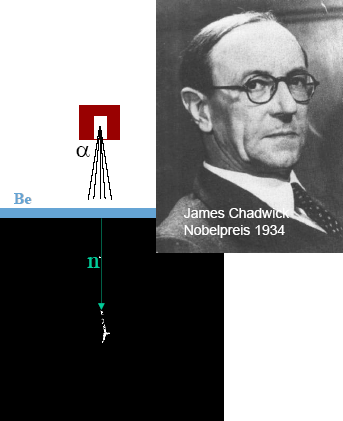 α
Be
James Chadwick
Nobelpreis 1934
n